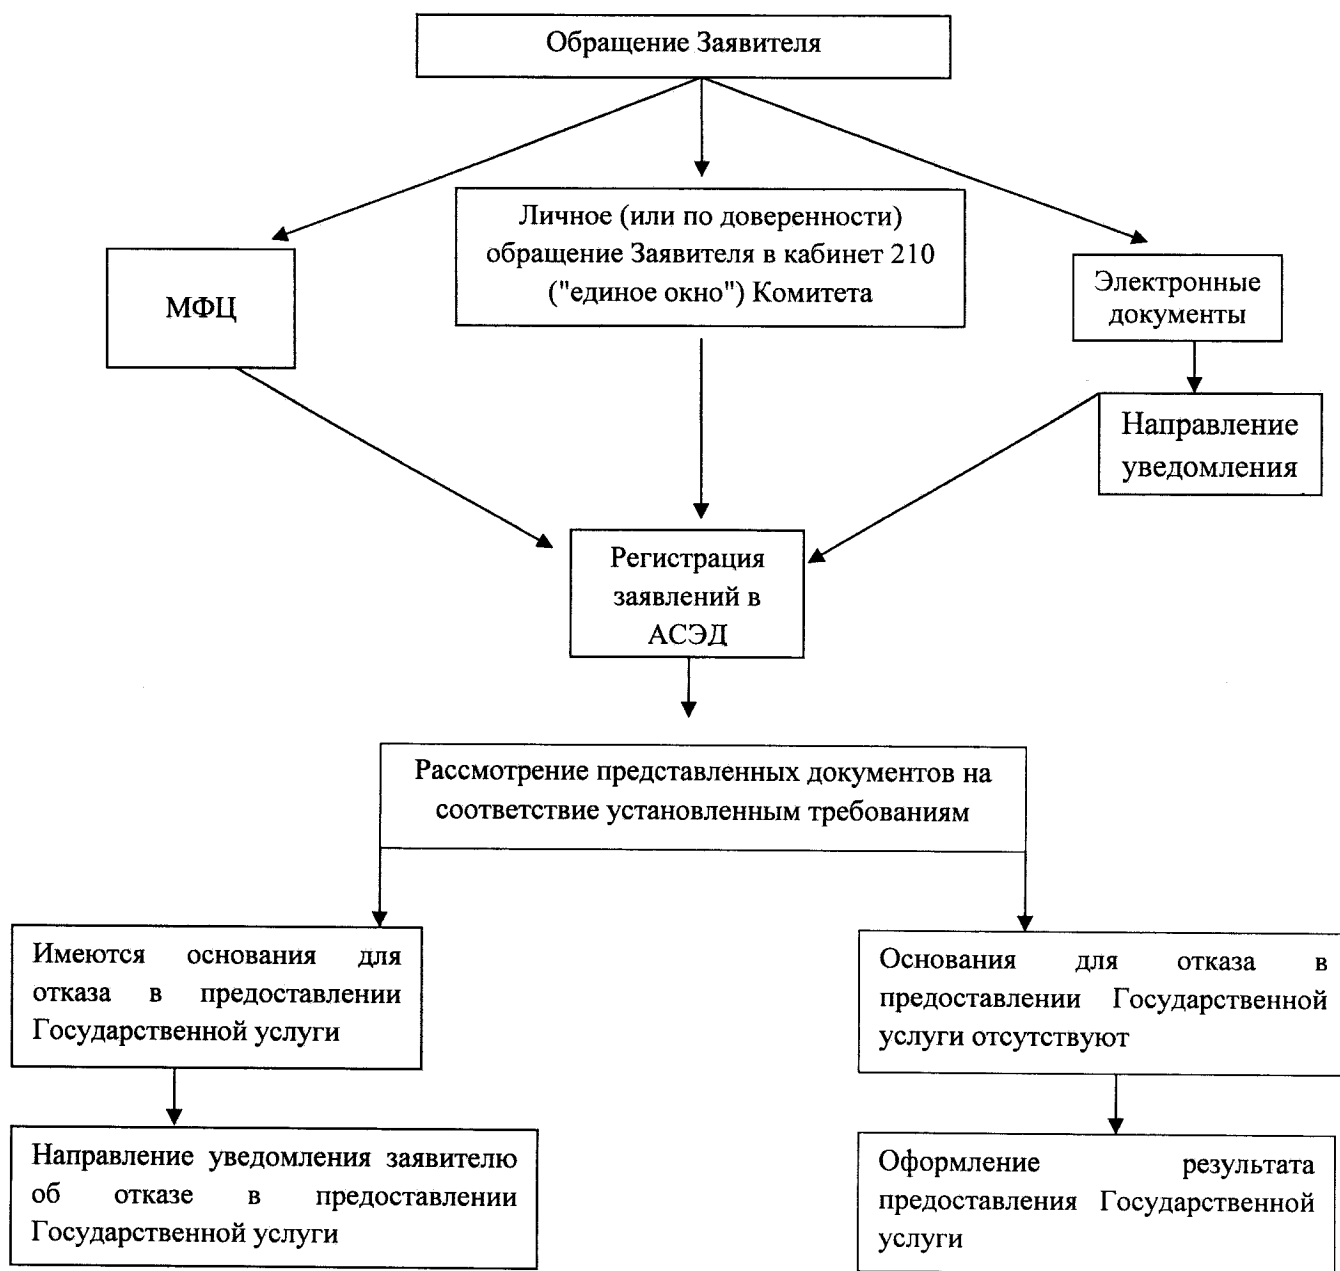 Обращение Заявителя
Личное (или по доверенности)
обращение Заявителя в кабинет 210
("единое окно") Комитета
МФЦ
Электронные
документы
Направление
уведомления
Регистрация
заявлений в
АСЭД
Рассмотрение представленных документов на
соответствие установленным требованиям
Имеются основания для
отказа в предоставлении
Государственной услуги
Основания для отказа в
предоставлении Государственной
услуги отсутствуют
Направление уведомления заявителю
об отказе в предоставлении
Государственной услуги
Оформление результата
предоставления Государственной
услуги